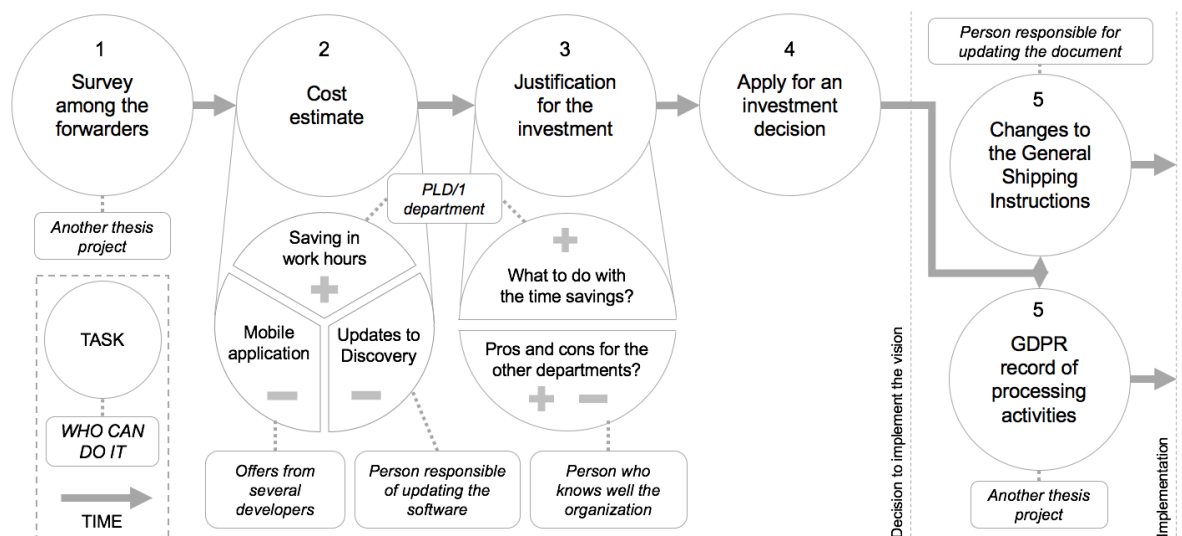 1
Survey
among the
forwarders
Another thesis
project
2
Cost
estimate
Saving in
work hours
Mobile
application
Updates to
Discovery
PLD/1
department
Offers from
several
developers
Person responsible
of updating the
software
3
Justification
for the
investment
What to do with
the time savings?
Pros and cons for the
other departments?
Person who
knows well the
organization
4
Apply for an
investment
decision
Decision to implement the vision
Person responsible for
updating the document
5
Changes to
the General
Shipping
Instructions
5
GDPR
record of
processing
activities
Another thesis
project
Implementation
TASK
WHO CAN
DO IT
TIME